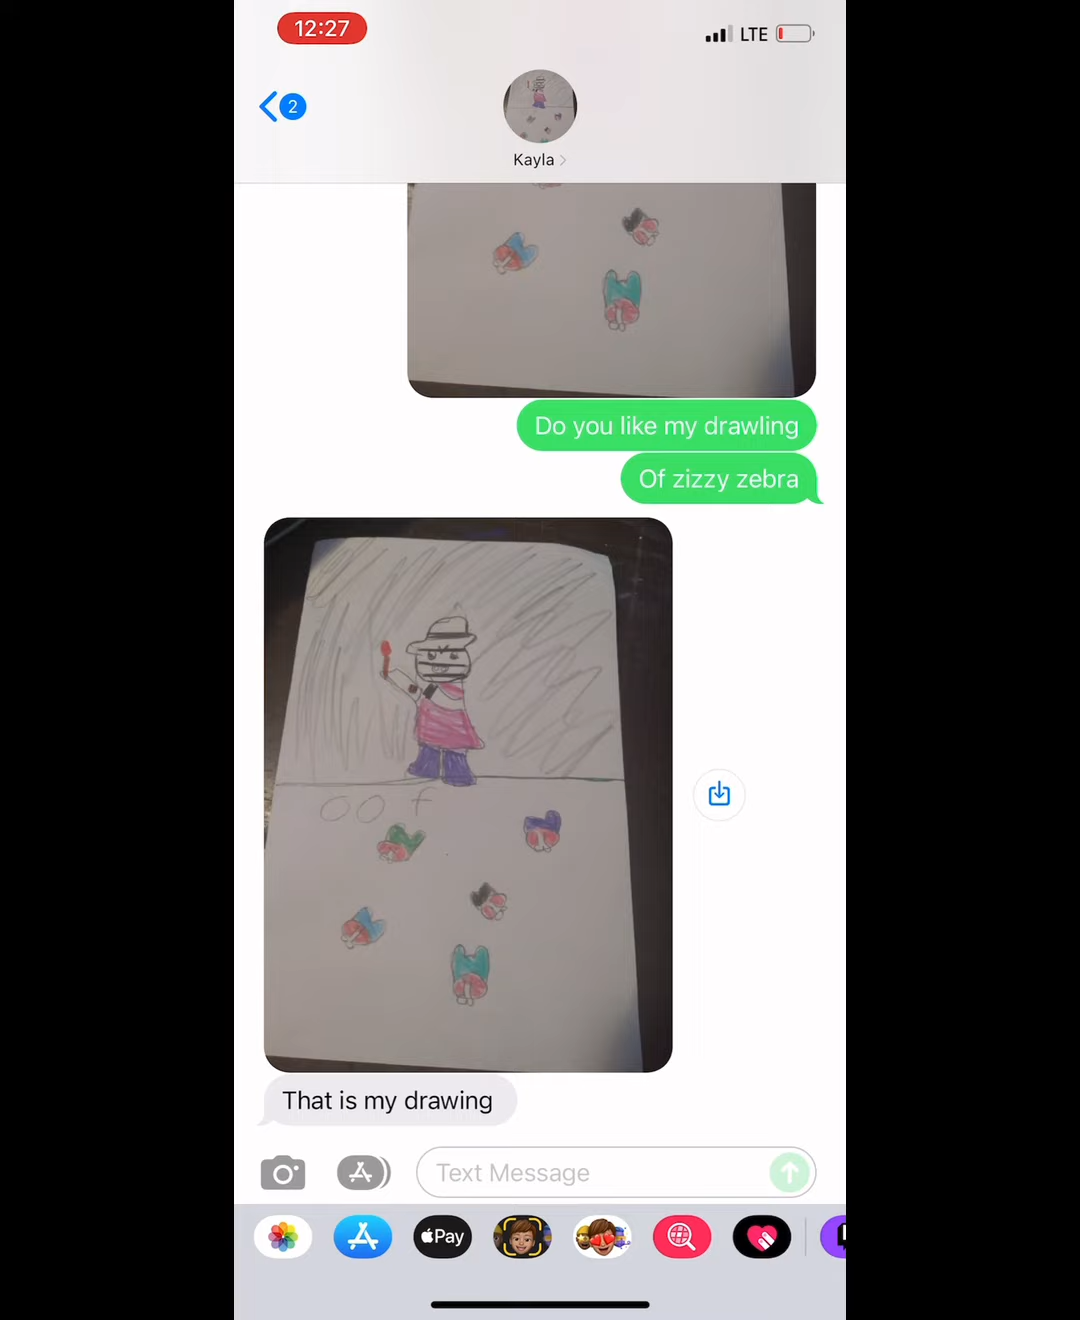 12:27
LTE
2
Kayla
Do you like my drawling
Of zizzy zebra
oof
That is my drawing
Text Message
Pay